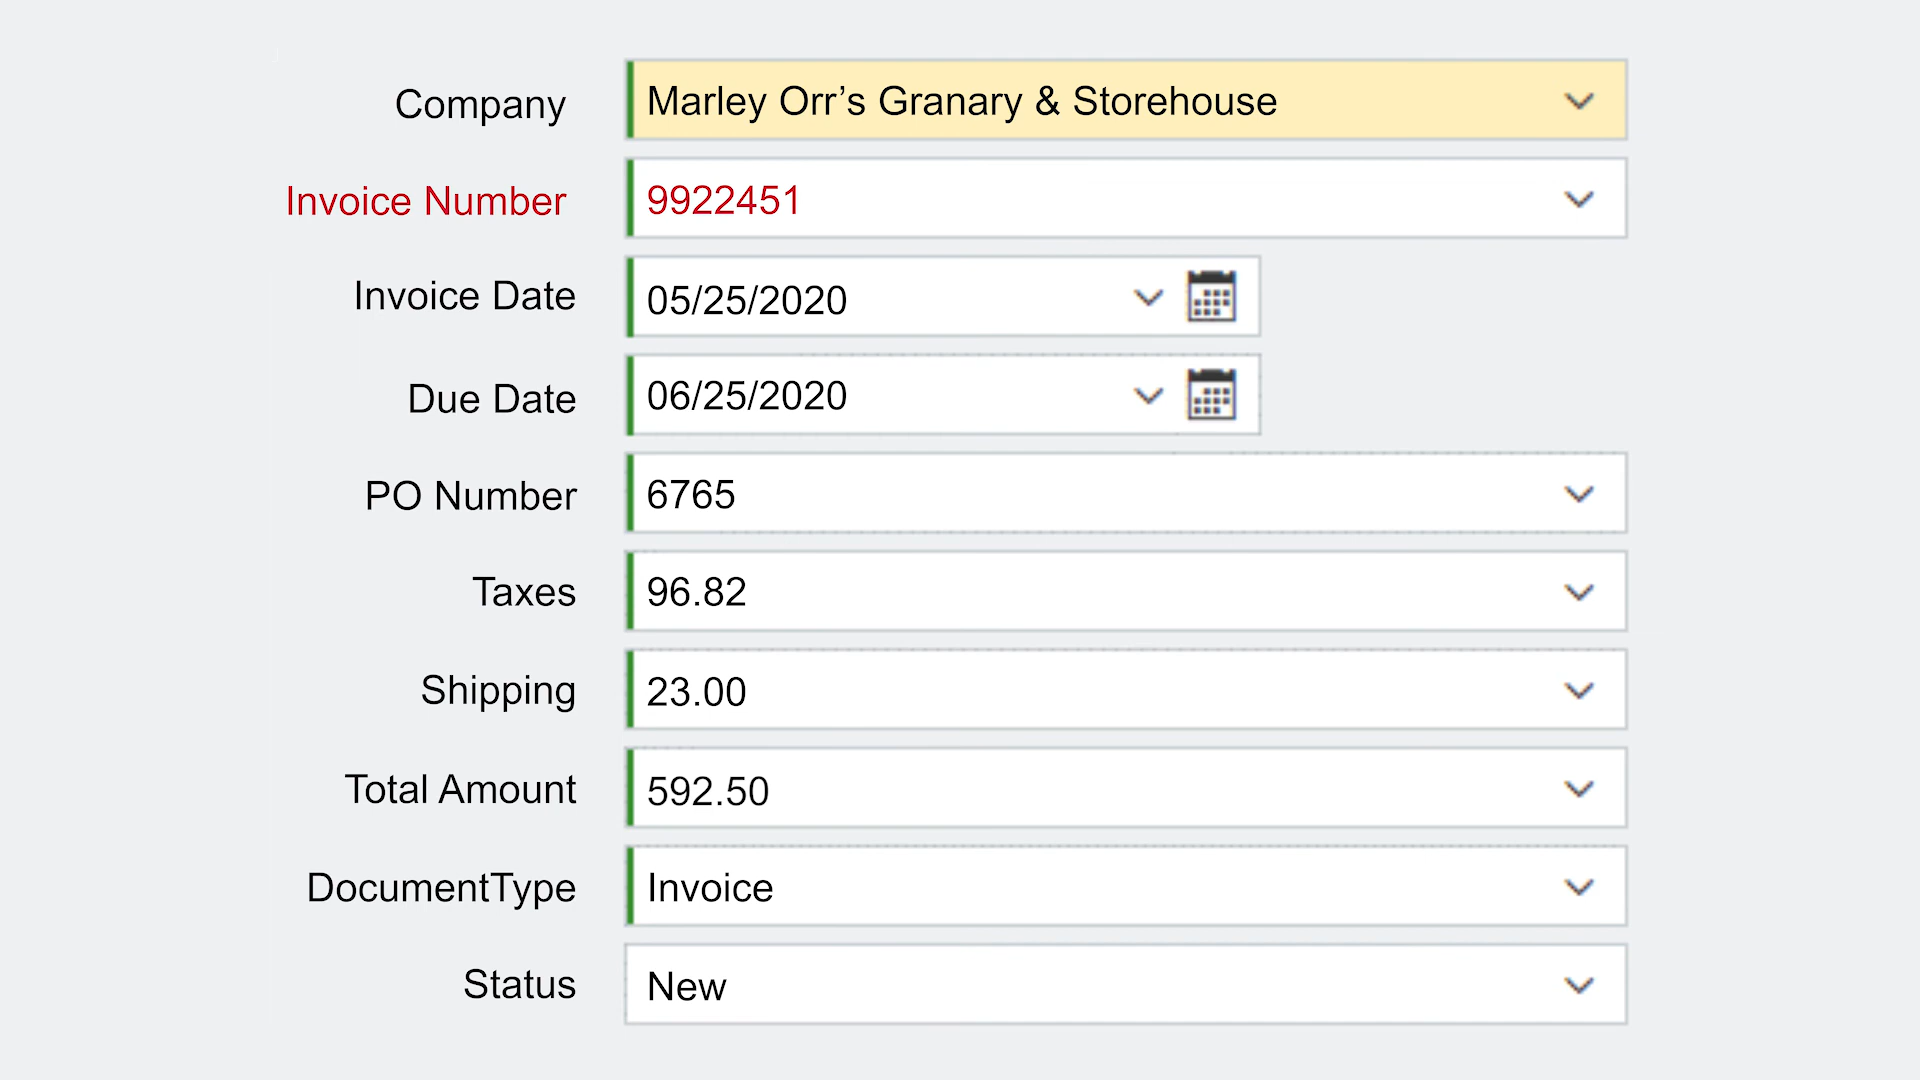 Company Marley Orr’s Granary & Storehouse
Invoice Number 9922451
Invoice Date 05/25/2020
Due Date 06/25/2020
PO Number 6765
Taxes 96.82
Shipping 23.00
Total Amount 592.50
DocumentType Invoice
Status New